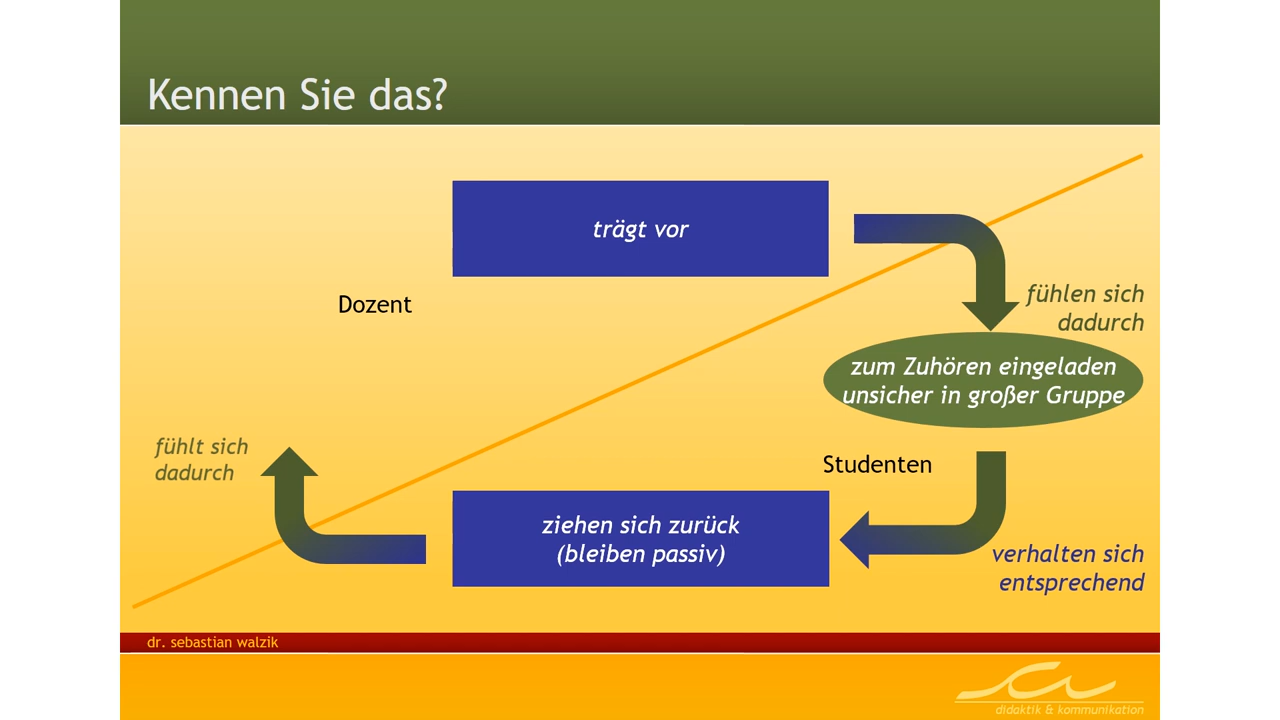 Kennen Sie das?
trägt vor
Dozent
fühlen sich
dadurch
zum Zuhören eingeladen
unsicher in großer Gruppe
Studenten
verhalten sich
entsprechend
ziehen sich zurück
(bleiben passiv)
fühlt sich
dadurch
dr. sebastian walzik
didaktik & kommunikation